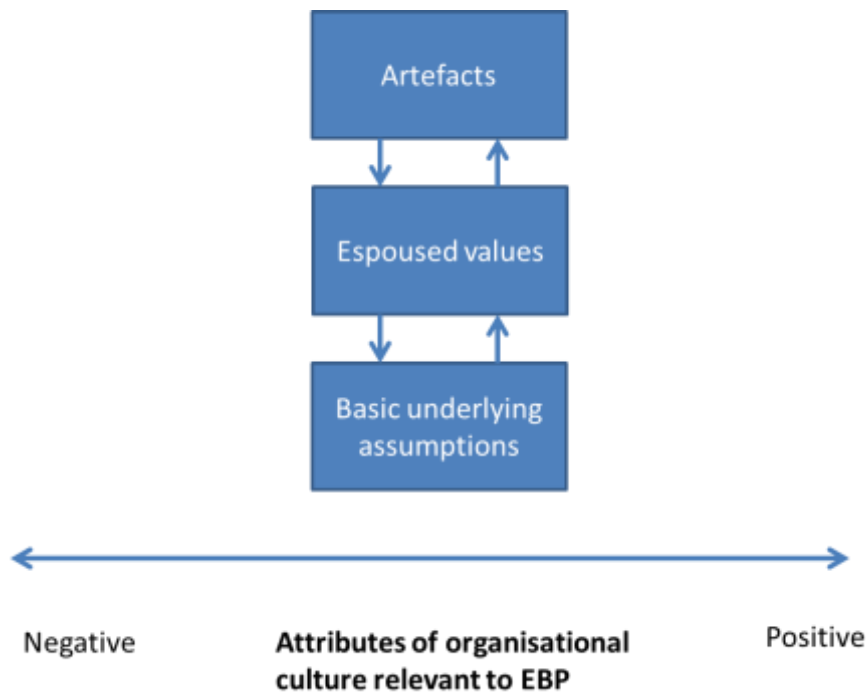 Artefacts
Espoused values
Basic underlying
assumptions
Negative
Attributes of organisational
culture relevant to EBP
Positive